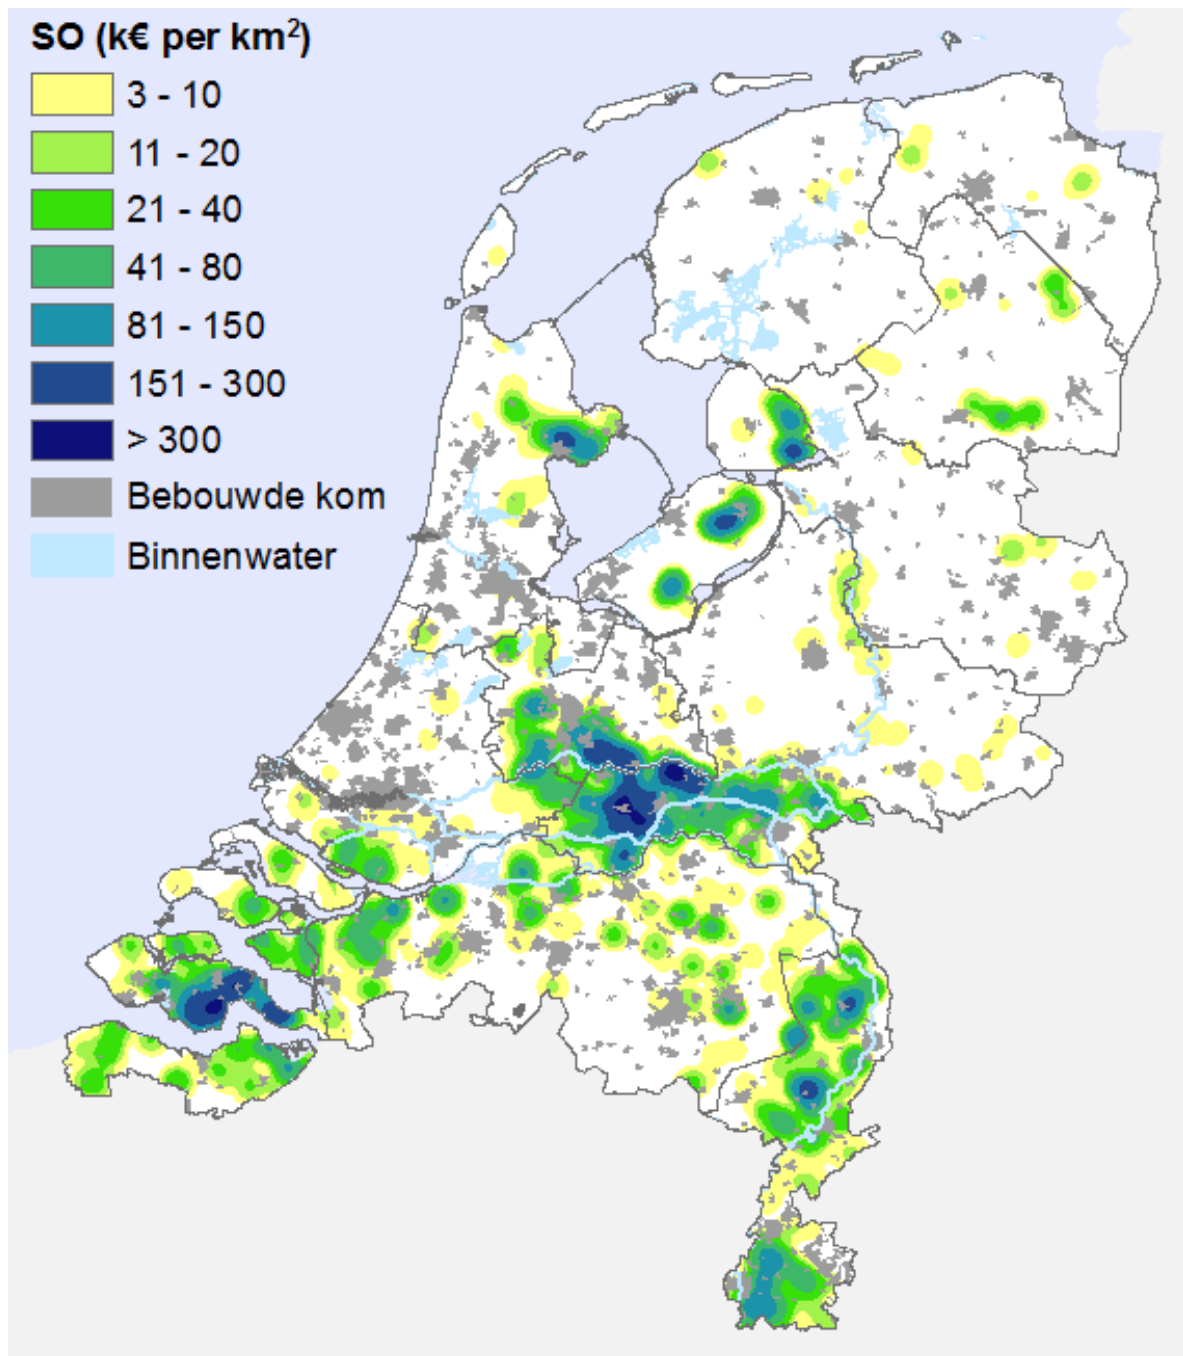 SO (k€ per km²)
3 - 10
11 - 20
21 - 40
41 - 80
81 - 150
151 - 300
> 300
Bebouwde kom
Binnenwater